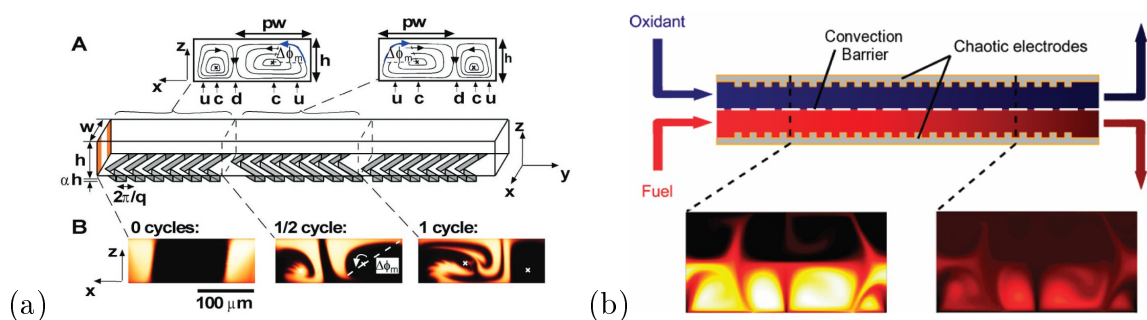 A
pw
pw
z
Δϕm
h
Δϕm
h
x
u c d c u
u c d c u
w
h
αh
2π/q
z
y
x
B
0 cycles:
1/2 cycle:
1 cycle:
z
x
Δϕm
100 μm
(a)
Oxidant
Convection
Barrier
Chaotic electrodes
Fuel
(b)